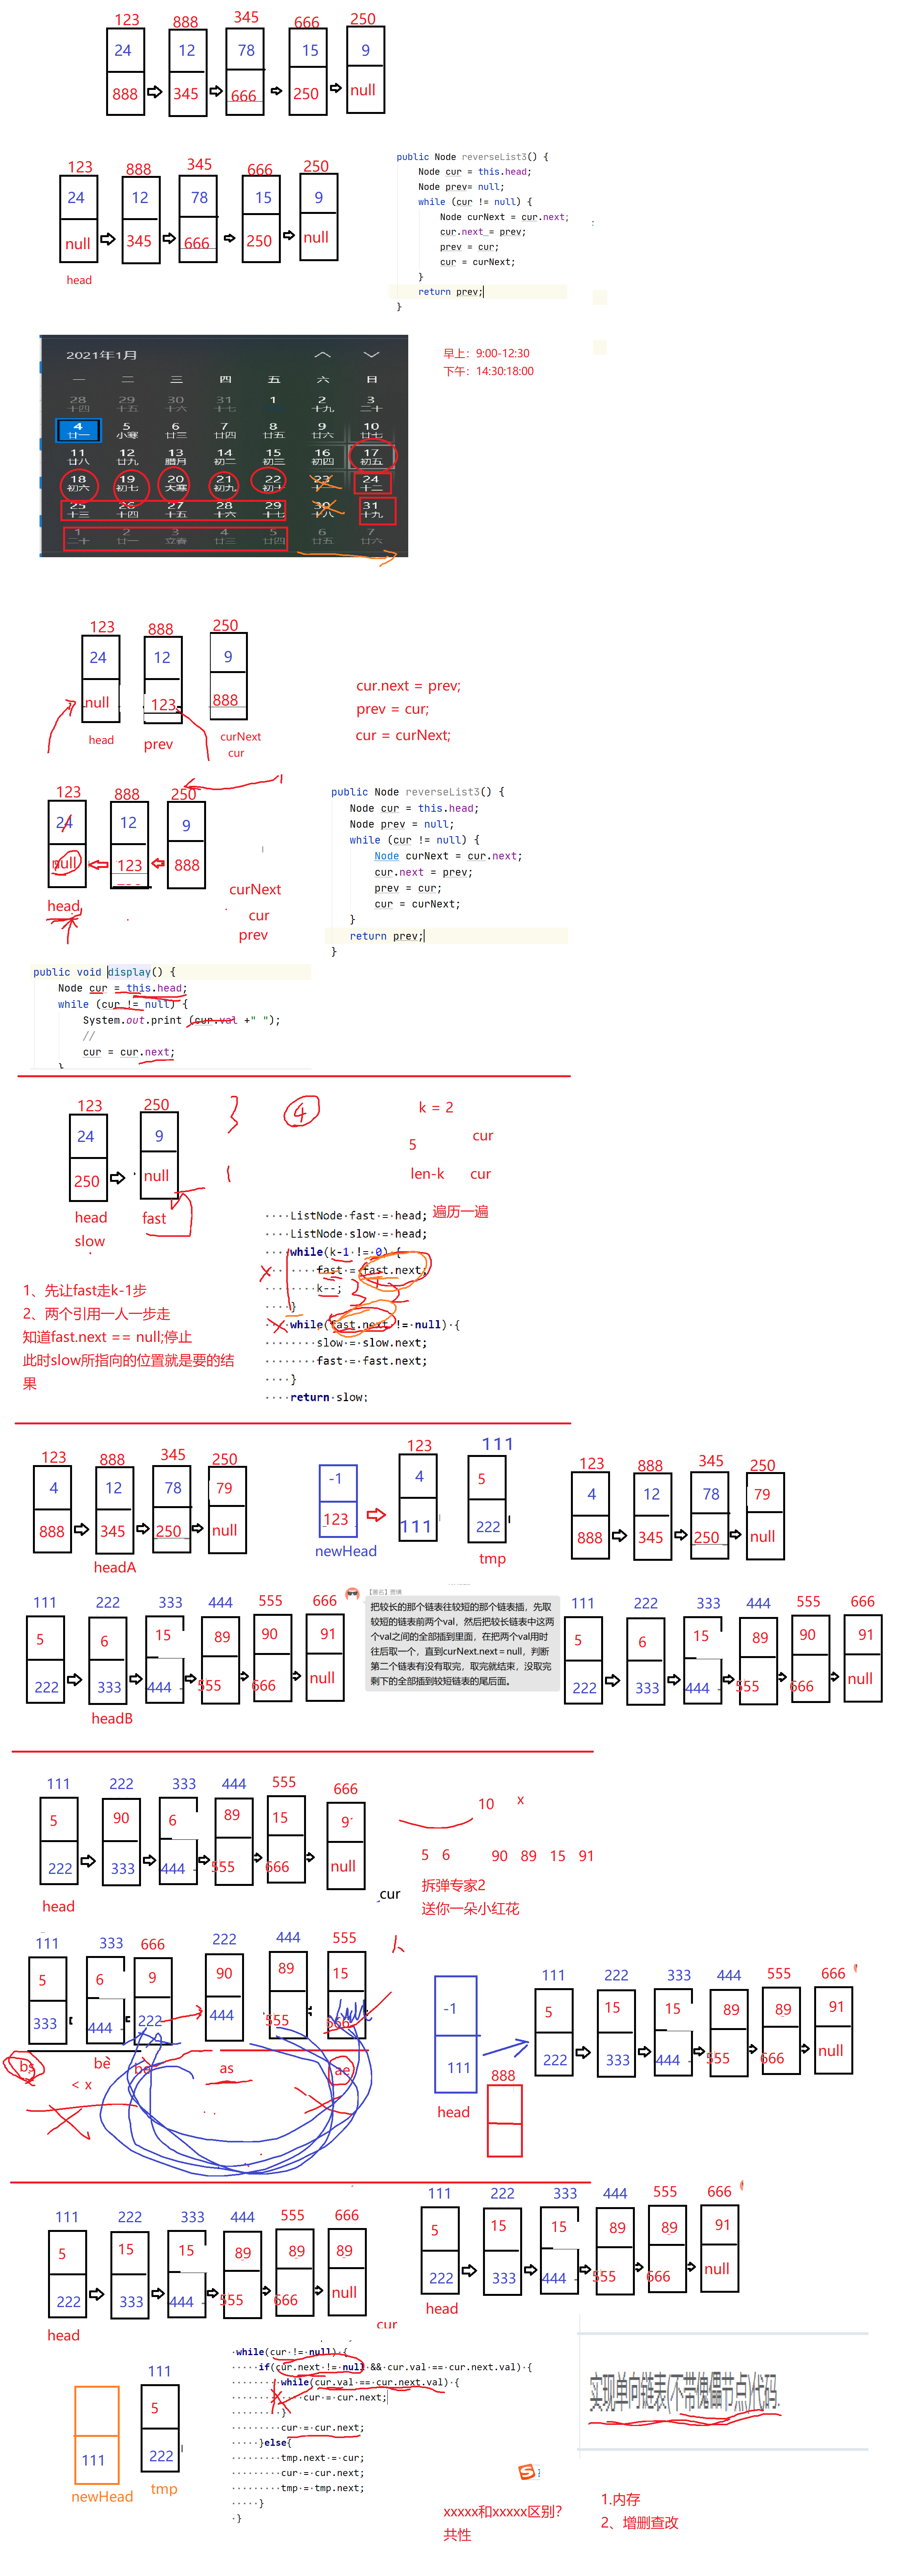 123 888 345 666 250
24 12 78 15 9
888 345 666 250 null
123 888 345 666 250
24 12 78 15 9
null 345 666 250 null
head
public Node reverseList3() {
Node cur = this.head;
Node prev= null;
while (cur != null) {
Node curNext = cur.next;
cur.next = prev;
prev = cur;
cur = curNext;
}
return prev;
}
2021年1月
一 二 三 四 五 六 日
28 29 30 31 1 2 3
十四 十五 十六 十七 十九 二十
4 5 6 7 8 9 10
廿一 小寒 廿三 廿四 廿五 廿六 廿七
11 12 13 14 15 16 17
廿八 廿九 腊月 初二 初三 初四 初五
18 19 20 21 22 23 24
初六 初七 大寒 初九 初十 十二
25 26 27 28 29 30 31
十三 十四 十五 十六 十七 十八 十九
1 2 3 4 5 6 7
二十 廿一 立春 廿三 廿四 廿五 廿六
早上：9:00-12:30
下午：14:30:18:00
123 888 250
24 12 9
null 123 888
head prev curNext
cur
cur.next = prev;
prev = cur;
cur = curNext;
123 888 250
24 12 9
null 123 888
head
curNext
cur
prev
public Node reverseList3() {
Node cur = this.head;
Node prev = null;
while (cur != null) {
Node curNext = cur.next;
cur.next = prev;
prev = cur;
cur = curNext;
}
return prev;
}
public void display() {
Node cur = this.head;
while (cur != null) {
System.out.print (cur.val +" ");
//
cur = cur.next;
}
123 250
24 9
250 null
head fast
slow
4
k = 2
5 cur
len-k cur
1、先让fast走k-1步
2、两个引用一人一步走
知道fast.next == null;停止
此时slow所指向的位置就是要的结
果
ListNode fast = head;
遍历一遍
ListNode slow = head;
while(k-1 != 0) {
fast = fast.next;
k--;
}
while(fast.next != null) {
slow = slow.next;
fast = fast.next;
}
return slow;
123 888 345 250
4 12 78 79
888 345 250 null
headA
123 111
-1 4 5
123 111 222
newHead tmp
123 888 345 250
4 12 78 79
888 345 250 null
111 222 333 444 555 666
5 6 15 89 90 91
222 333 444 555 666 null
headB
【匿名】贾博
把较长的那个链表往较短的那个链表插，先取
较短的链表前两个val，然后把较长链表中这两
个val之间的全部插到里面，在把两个val用时
往后取一个，直到curNext.next＝null，判断
第二个链表有没有取完，取完就结束，没取完
剩下的全部插到较短链表的尾后面。
111 222 333 444 555 666
5 6 15 89 90 91
222 333 444 555 666 null
111 222 333 444 555 666
5 90 6 89 15 9
222 333 444 555 666 null
head cur
10 x
5 6 90 89 15 91
拆弹专家2
送你一朵小红花
111 333 666 222 444 555
5 6 9 90 89 15
333 444 222 444 555
bs be be as ae
< x
111 222 333 444 555 666
-1 5 15 15 89 89 91
111 222 333 444 555 666 null
head 888
111 222 333 444 555 666
5 15 15 89 89 89
222 333 444 555 666 null
head cur
111 222 333 444 555 666
5 15 15 89 89 91
222 333 444 555 666 null
head
111
5
111 222
newHead tmp
while(cur != null) {
if(cur.next != null && cur.val == cur.next.val) {
while(cur.val == cur.next.val) {
cur = cur.next;
}
cur = cur.next;
}else{
tmp.next = cur;
cur = cur.next;
tmp = tmp.next;
}
}
实现单向链表(不带傀儡节点)代码.
xxxxx和xxxxx区别?
共性
1.内存
2、增删查改